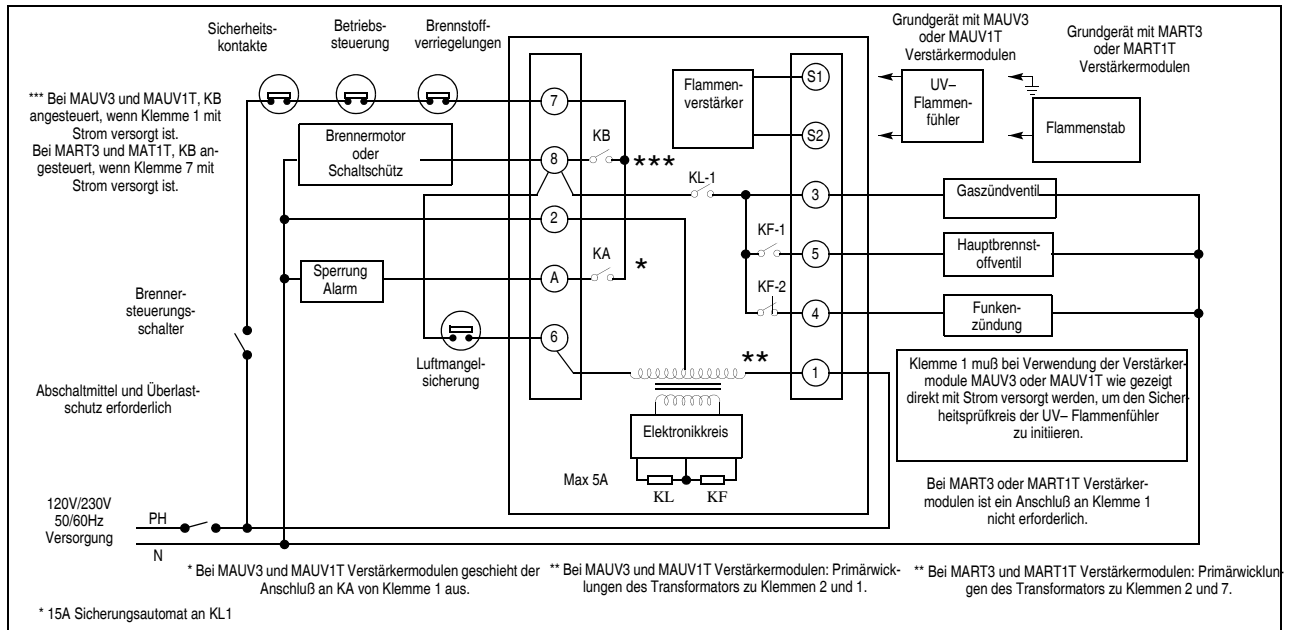 Sicherheits-
kontakte
Betriebs-
steuerung
Brennstoff-
verriegelungen
Grundgerät mit MAUV3
oder MAUV1T
Verstärkermodulen
Grundgerät mit MART3
oder MART1T
Verstärkermodulen
*** Bei MAUV3 und MAUV1T, KB
angesteuert, wenn Klemme 1 mit
Strom versorgt ist.
Bei MART3 und MAT1T, KB an-
gesteuert, wenn Klemme 7 mit
Strom versorgt ist.
Brennermotor
oder
Schaltschütz
Sperrung
Alarm
Brenner-
steuerungs-
schalter
Luftmangel-
sicherung
Abschaltmittel und Überlast-
schutz erforderlich
7
8
2
A
6
KB
***
KA
*
Flammen-
verstärker
KL-1
KF-1
KF-2
**
S1
S2
3
5
4
1
UV–
Flammen-
fühler
Flammenstab
Gaszündventil
Hauptbrennst-
offventil
Funken-
zündung
Elektronikkreis
Max 5A
KL
KF
Klemme 1 muß bei Verwendung der Verstärker-
module MAUV3 oder MAUV1T wie gezeigt
direkt mit Strom versorgt werden, um den Sicher-
heitsprüfkreis der UV– Flammenfühler
zu initiieren.
Bei MART3 oder MART1T Verstärker-
modulen ist ein Anschluß an Klemme 1
nicht erforderlich.
120V/230V
50/60Hz
Versorgung
PH
N
* Bei MAUV3 und MAUV1T Verstärkermodulen geschieht der
Anschluß an KA von Klemme 1 aus.
** Bei MAUV3 und MAUV1T Verstärkermodulen: Primärwick-
lungen des Transformators zu Klemmen 2 und 1.
** Bei MART3 und MART1T Verstärkermodulen: Primärwicklun-
gen des Transformators zu Klemmen 2 und 7.
* 15A Sicherungsautomat an KL1